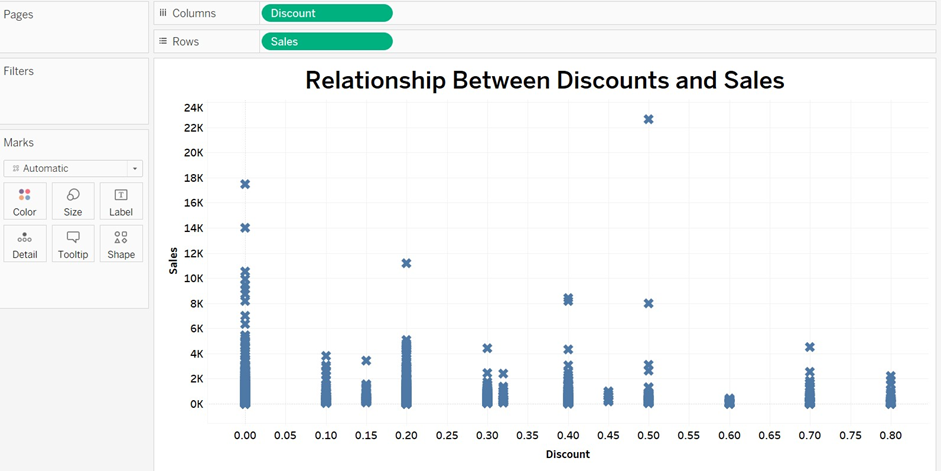 Pages
Columns
Discount
Rows
Sales
Filters
Marks
Automatic
Color
Size
Label
Detail
Tooltip
Shape
Relationship Between Discounts and Sales
24K
22K
20K
18K
16K
14K
12K
10K
8K
6K
4K
2K
0K
Sales
0.00 0.05 0.10 0.15 0.20 0.25 0.30 0.35 0.40 0.45 0.50 0.55 0.60 0.65 0.70 0.75 0.80
Discount